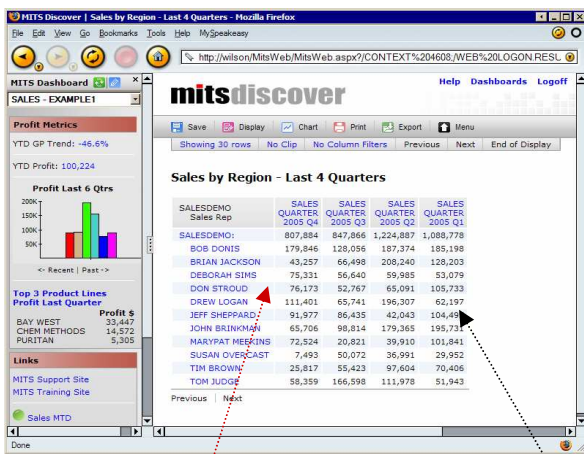 MITS Discover | Sales by Region - Last 4 Quarters - Mozilla Firefox
File Edit View Go Bookmarks Tools Help MySpeakeasy
http://wilson/MitsWeb/MitsWeb.aspx?/CONTEXT%204608;/WEB%20LOGON.RESU
MITS Dashboard
SALES - EXAMPLE1
Profit Metrics
YTD GP Trend: -46.6%
YTD Profit: 100,224
Profit Last 6 Qtrs
200K
150K
100K
50K
<- Recent | Past ->
Top 3 Product Lines
Profit Last Quarter
Profit $
BAY WEST 33,447
CHEM METHODS 14,572
PURITAN 5,305
Links
MITS Support Site
MITS Training Site
Sales MTD
Help Dashboards Logoff
mitsdiscover
Save Display Chart Print Export Menu
Showing 30 rows No Clip No Column Filters Previous Next End of Display
Sales by Region - Last 4 Quarters
SALESDEMO SALES SALES SALES SALES
Sales Rep QUARTER QUARTER QUARTER QUARTER
2005 Q4 2005 Q3 2005 Q2 2005 Q1
SALESDEMO: 807,884 847,866 1,224,887 1,088,778
BOB DONIS 179,846 128,056 187,374 185,198
BRIAN JACKSON 43,257 66,498 208,240 128,203
DEBORAH SIMS 75,331 56,640 59,985 53,079
DON STROUD 76,173 52,767 65,091 105,733
DREW LOGAN 111,401 65,741 196,307 62,197
JEFF SHEPPARD 91,977 86,435 42,043 104,49
JOHN BRINKMAN 65,706 98,814 179,365 195,731
MARYPAT MEEKINS 72,524 20,821 39,910 101,841
SUSAN OVERCAST 7,493 50,072 36,991 29,952
TIM BROWN 25,817 55,423 97,604 70,406
TOM JUDGE 58,359 166,598 111,978 51,943
Previous Next
Done